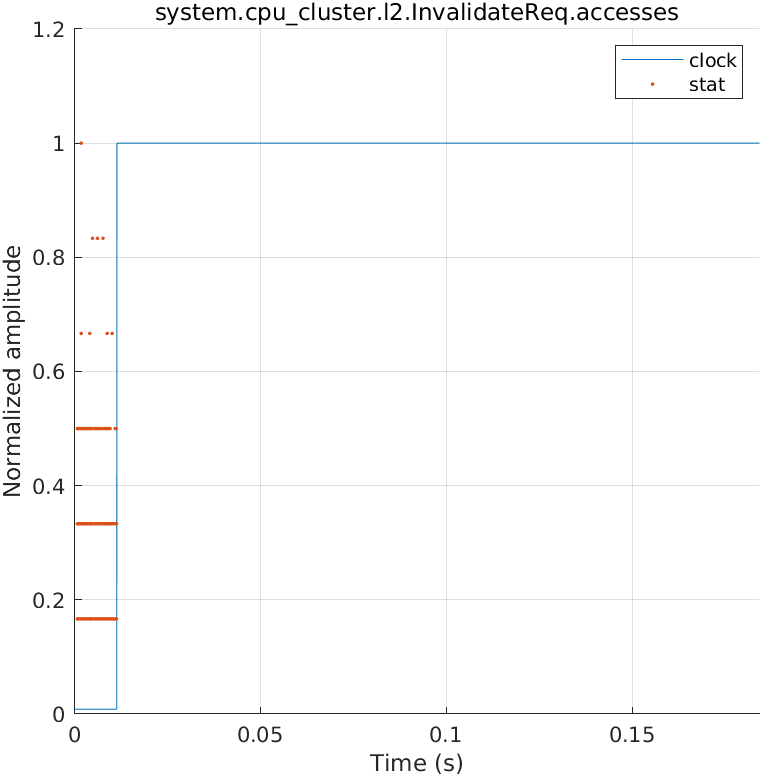 system.cpu_cluster.l2.InvalidateReq.accesses
1.2
clock
stat
1
0.8
0.6
0.4
0.2
0
Normalized amplitude
0
0.05
0.1
0.15
Time (s)